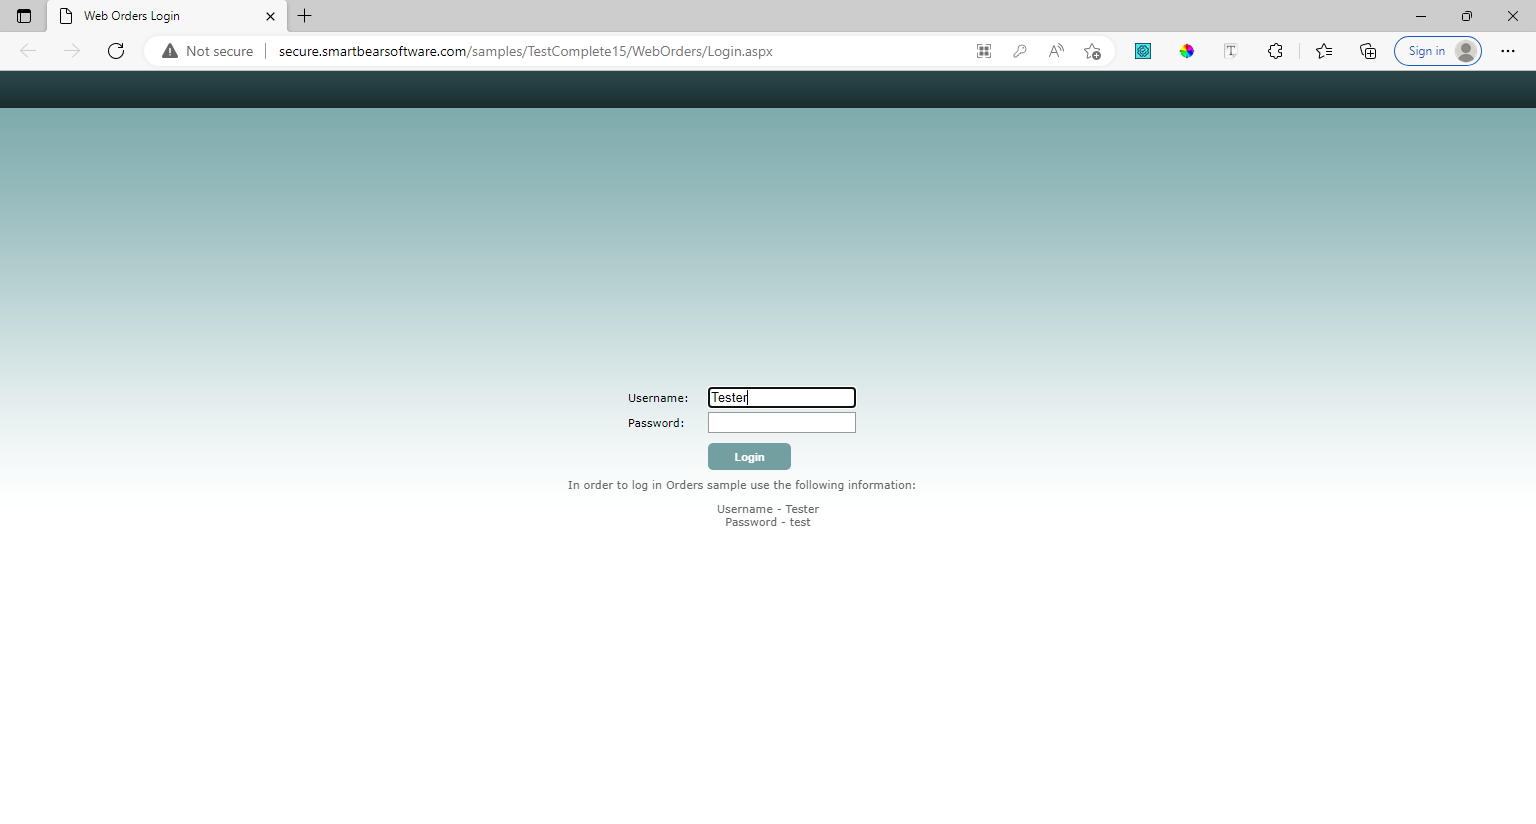 Web Orders Login
Not secure
secure.smartbearsoftware.com/samples/TestComplete15/WebOrders/Login.aspx
Sign in
Username: Tester
Password:
Login
In order to log in Orders sample use the following information:
Username - Tester
Password - test